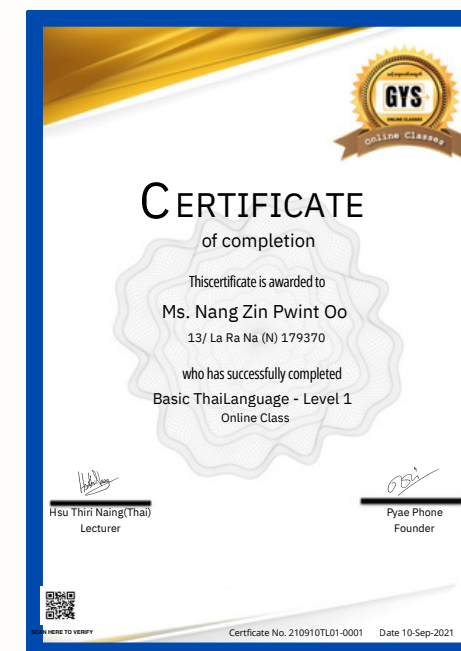 GYS
ONLINE CLASSES
Online Classes
CERTIFICATE
of completion
Thiscertificate is awarded to
Ms. Nang Zin Pwint Oo
13/ La Ra Na (N) 179370
who has successfully completed
Basic ThaiLanguage - Level 1
Online Class
Hsu Thiri Naing(Thai)
Lecturer
Pyae Phone
Founder
SCAN HERE TO VERIFY
Certficate No. 210910TL01-0001 Date 10-Sep-2021